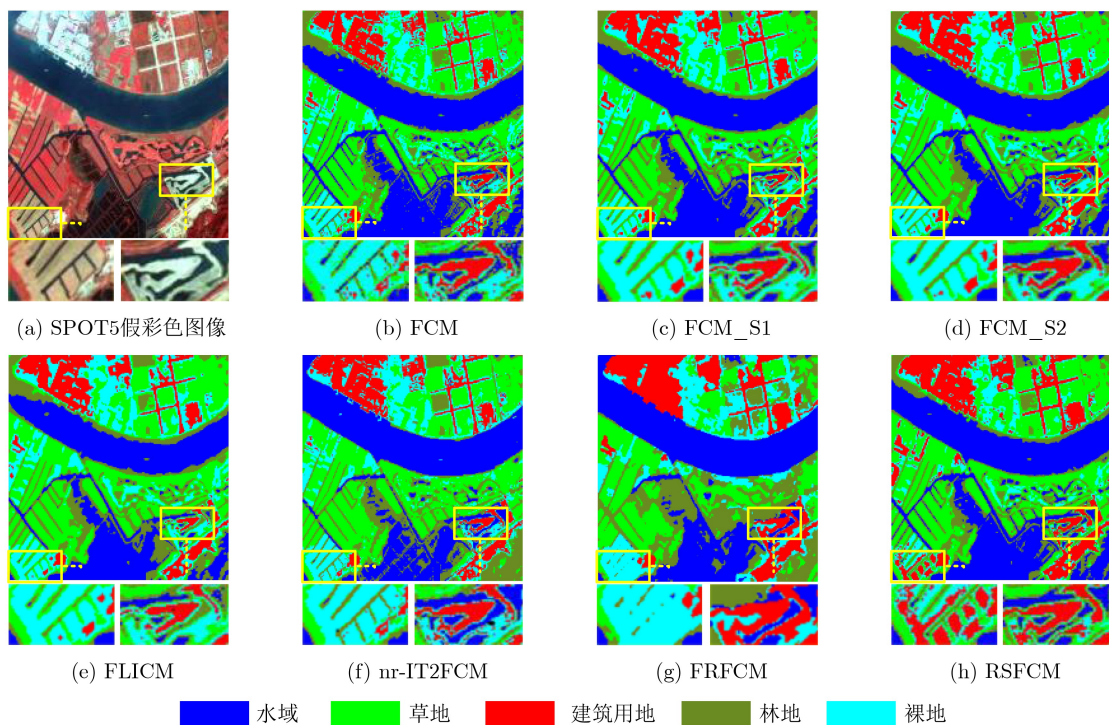 (a) SPOT5假彩色图像
(b) FCM
(c) FCM_S1
(d) FCM_S2
(e) FLICM
(f) nr-IT2FCM
(g) FRFCM
(h) RSFCM
水域
草地
建筑用地
林地
裸地